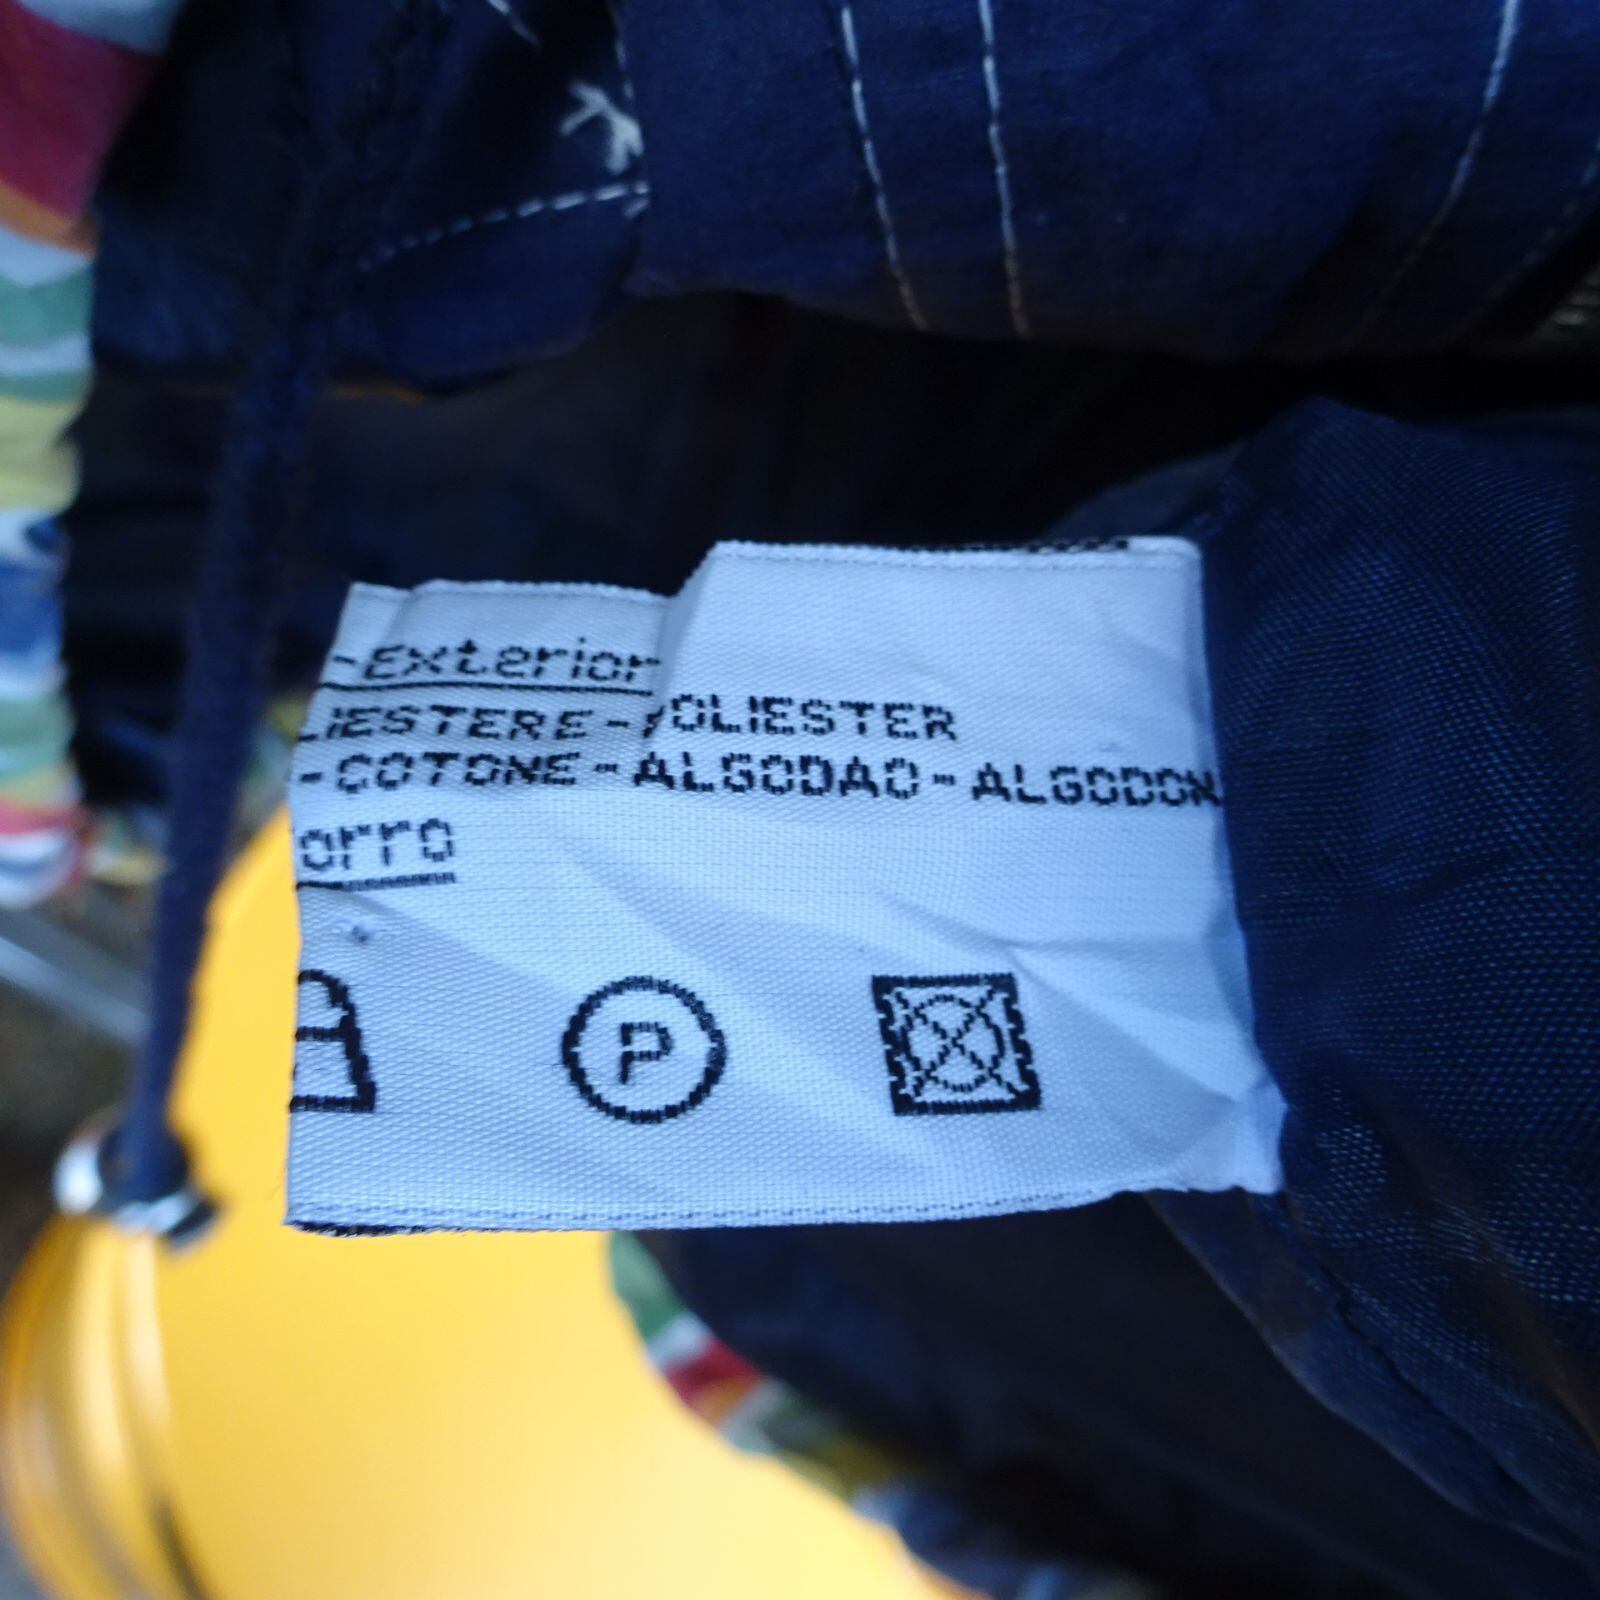 -Exterior
LIESTERE-POLIESTER
-COTONE-ALGODAO-ALGODON
orro
P